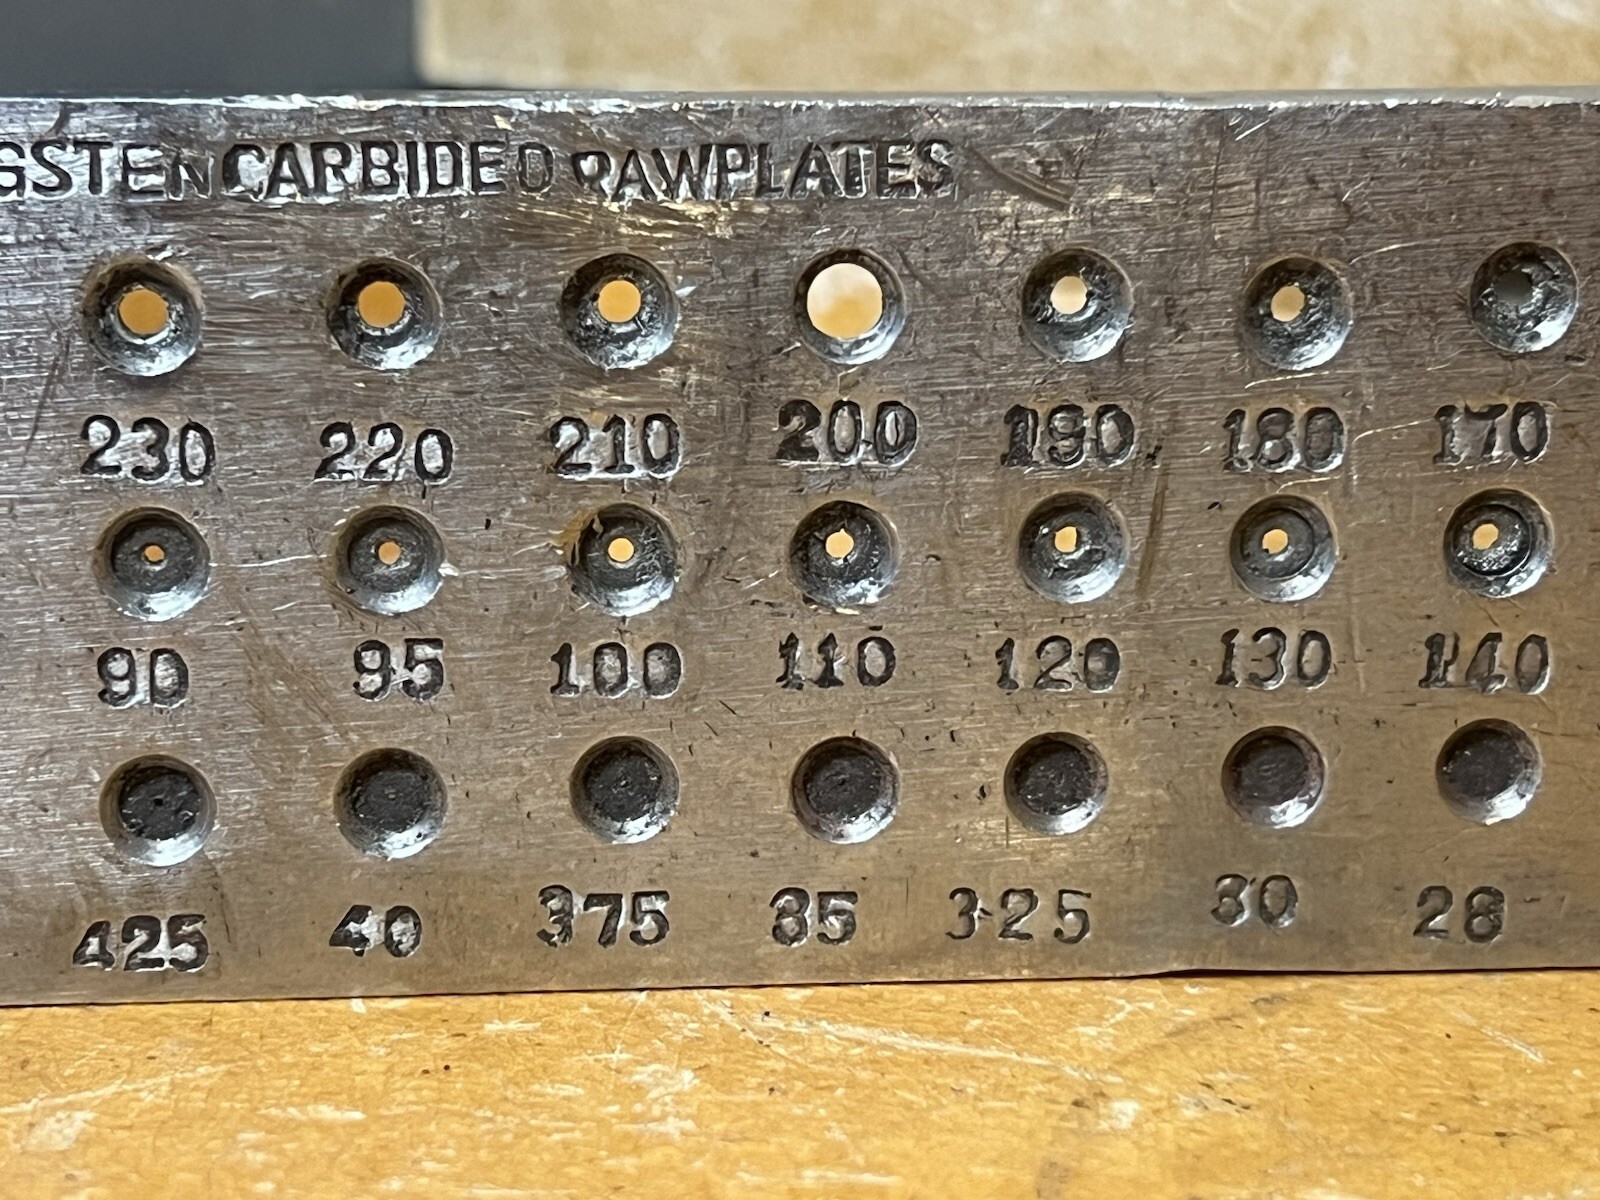 GSTEN CARBIDED RAWPLATES
230 220 210 200 190 180 170
90 95 100 110 120 130 140
425 40 375 35 325 30 28